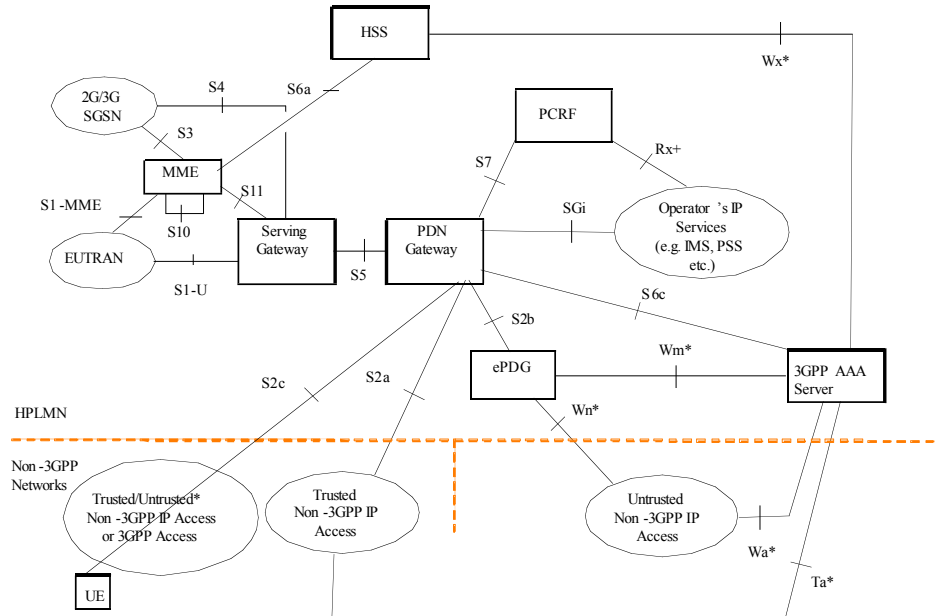 HSS
Wx*
S4
S6a
2G/3G
SGSN
PCRF
S3
S7
Rx+
MME
S11
S1-MME
S10
SGi
Operator 's IP
Services
(e.g. IMS, PSS
etc.)
Serving
Gateway
PDN
Gateway
EUTRAN
S5
S1-U
S6c
S2b
Wm*
ePDG
3GPP AAA
Server
S2c
S2a
Wn*
HPLMN
Non-3GPP
Networks
Trusted/Untrusted*
Non-3GPP IP Access
or 3GPP Access
Trusted
Non-3GPP IP
Access
Untrusted
Non-3GPP IP
Access
Wa*
Ta*
UE